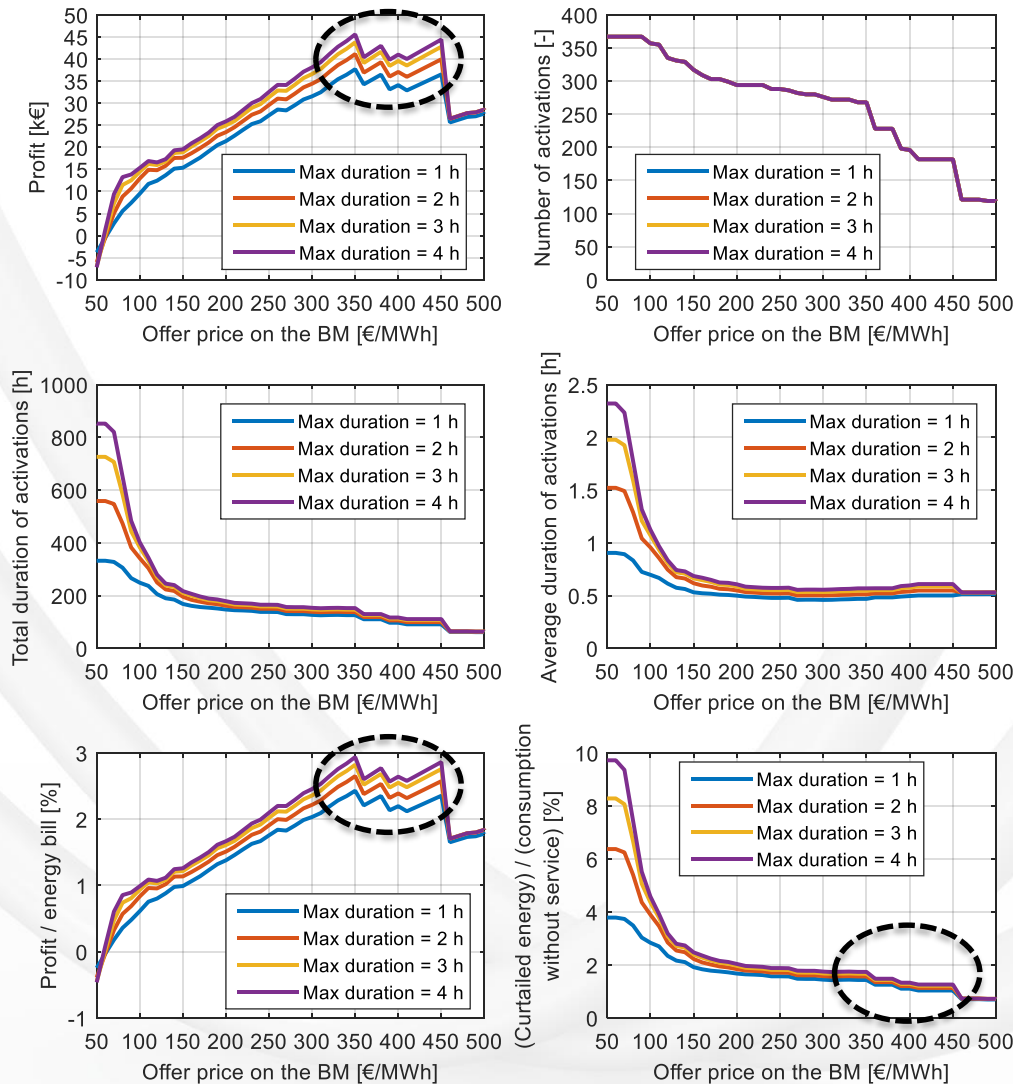 Profit [k€]
50
45
40
35
30
25
20
15
10
5
0
-5
-10
Max duration = 1 h
Max duration = 2 h
Max duration = 3 h
Max duration = 4 h
50 100 150 200 250 300 350 400 450 500
Offer price on the BM [€/MWh]
Number of activations [-]
400
350
300
250
200
150
100
50
0
Max duration = 1 h
Max duration = 2 h
Max duration = 3 h
Max duration = 4 h
50 100 150 200 250 300 350 400 450 500
Offer price on the BM [€/MWh]
Total duration of activations [h]
1000
800
600
400
200
0
Max duration = 1 h
Max duration = 2 h
Max duration = 3 h
Max duration = 4 h
50 100 150 200 250 300 350 400 450 500
Offer price on the BM [€/MWh]
Average duration of activations [h]
2.5
2
1.5
1
0.5
0
Max duration = 1 h
Max duration = 2 h
Max duration = 3 h
Max duration = 4 h
50 100 150 200 250 300 350 400 450 500
Offer price on the BM [€/MWh]
Profit / energy bill [%]
3
2
1
0
-1
Max duration = 1 h
Max duration = 2 h
Max duration = 3 h
Max duration = 4 h
50 100 150 200 250 300 350 400 450 500
Offer price on the BM [€/MWh]
(Curtailed energy) / (consumption
without service) [%]
10
8
6
4
2
0
Max duration = 1 h
Max duration = 2 h
Max duration = 3 h
Max duration = 4 h
50 100 150 200 250 300 350 400 450 500
Offer price on the BM [€/MWh]